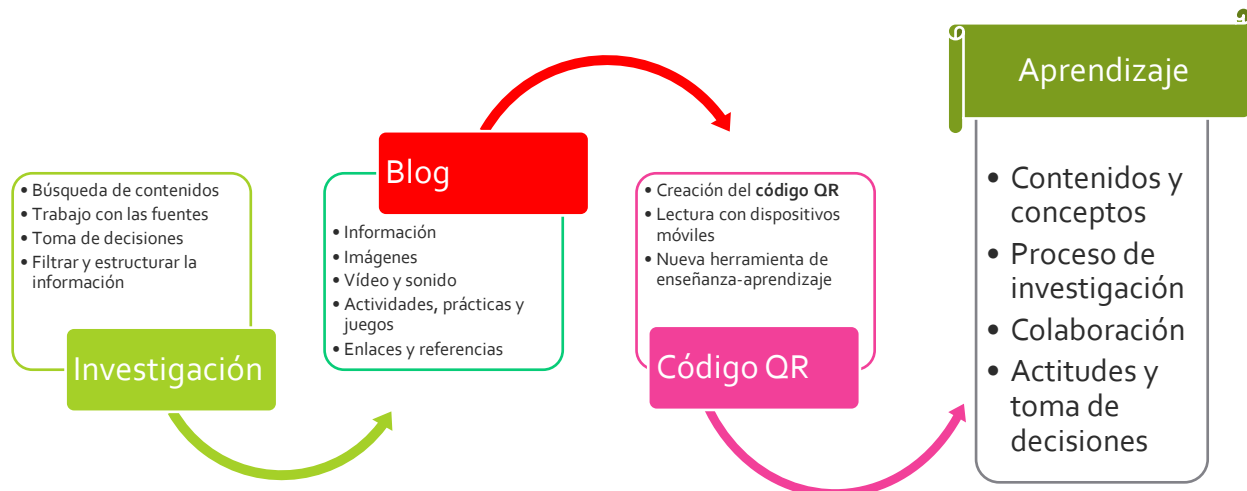 • Búsqueda de contenidos
• Trabajo con las fuentes
• Toma de decisiones
• Filtrar y estructurar la
información
Investigación
Blog
• Información
• Imágenes
• Vídeo y sonido
• Actividades, prácticas y
juegos
• Enlaces y referencias
• Creación del código QR
• Lectura con dispositivos
móviles
• Nueva herramienta de
enseñanza-aprendizaje
Código QR
Aprendizaje
• Contenidos y
conceptos
• Proceso de
investigación
• Colaboración
• Actitudes y
toma de
decisiones